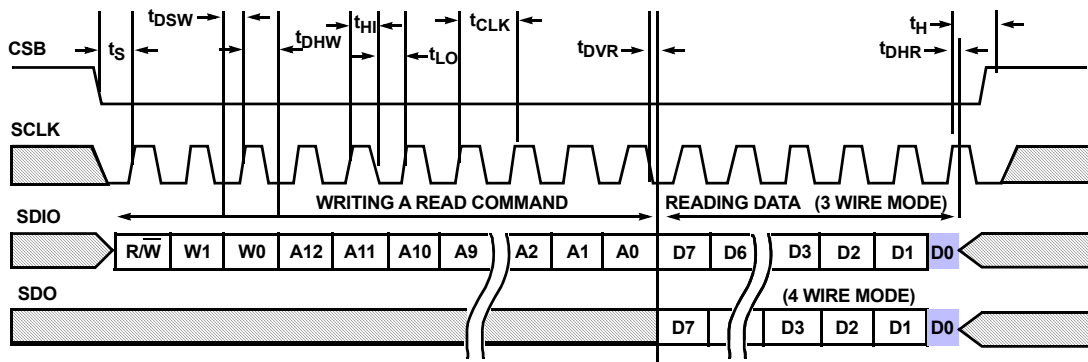 tDSW tHI tCLK tH
CSB tS tDHW tLO tDVR tDHR
SCLK
WRITING A READ COMMAND READING DATA (3 WIRE MODE)
SDIO
R/W̅ W1 W0 A12 A11 A10 A9 A2 A1 A0 D7 D6 D3 D2 D1 D0
SDO
(4 WIRE MODE)
D7 D3 D2 D1 D0